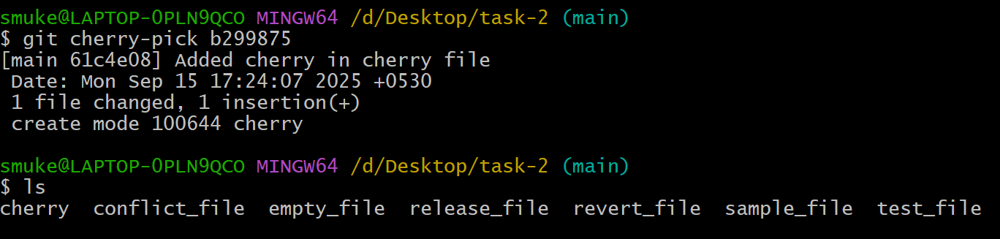 smuke@LAPTOP-0PLN9QCO MINGW64 /d/Desktop/task-2 (main)
$ git cherry-pick b299875
[main 61c4e08] Added cherry in cherry file
 Date: Mon Sep 15 17:24:07 2025 +0530
 1 file changed, 1 insertion(+)
 create mode 100644 cherry

smuke@LAPTOP-0PLN9QCO MINGW64 /d/Desktop/task-2 (main)
$ ls
cherry  conflict_file  empty_file  release_file  revert_file  sample_file  test_file